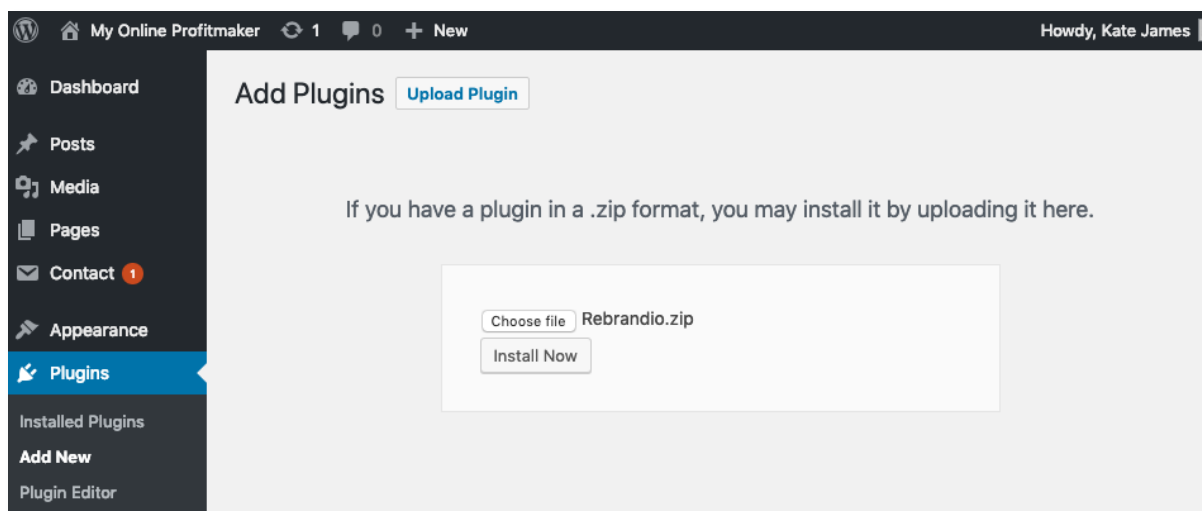 My Online Profitmaker 1 0 + New Howdy, Kate James
Dashboard
Posts
Media
Pages
Contact 1
Appearance
Plugins
Installed Plugins
Add New
Plugin Editor
Add Plugins Upload Plugin
If you have a plugin in a .zip format, you may install it by uploading it here.
Choose file Rebrandio.zip
Install Now